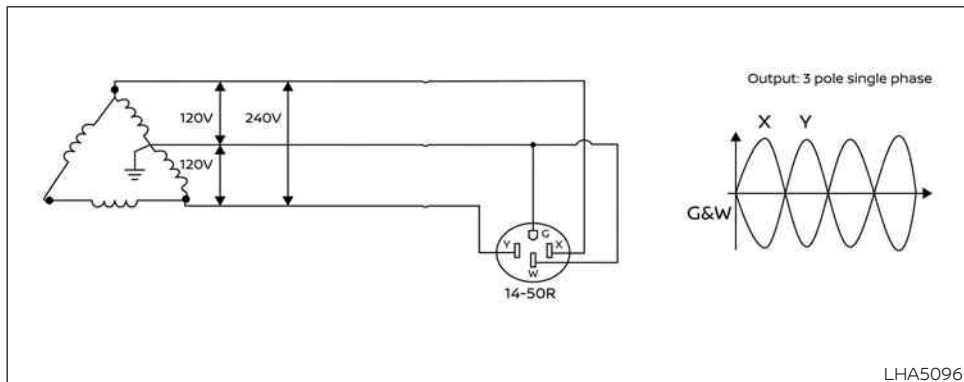 Output: 3 pole single phase
120V 240V
120V
X Y
G&W
G
Y X
W
14-50R
LHA5096